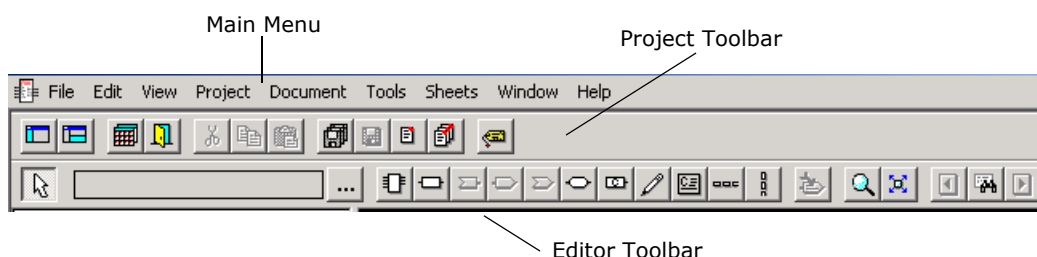 Main Menu
Project Toolbar
File Edit View Project Document Tools Sheets Window Help
...
Editor Toolbar